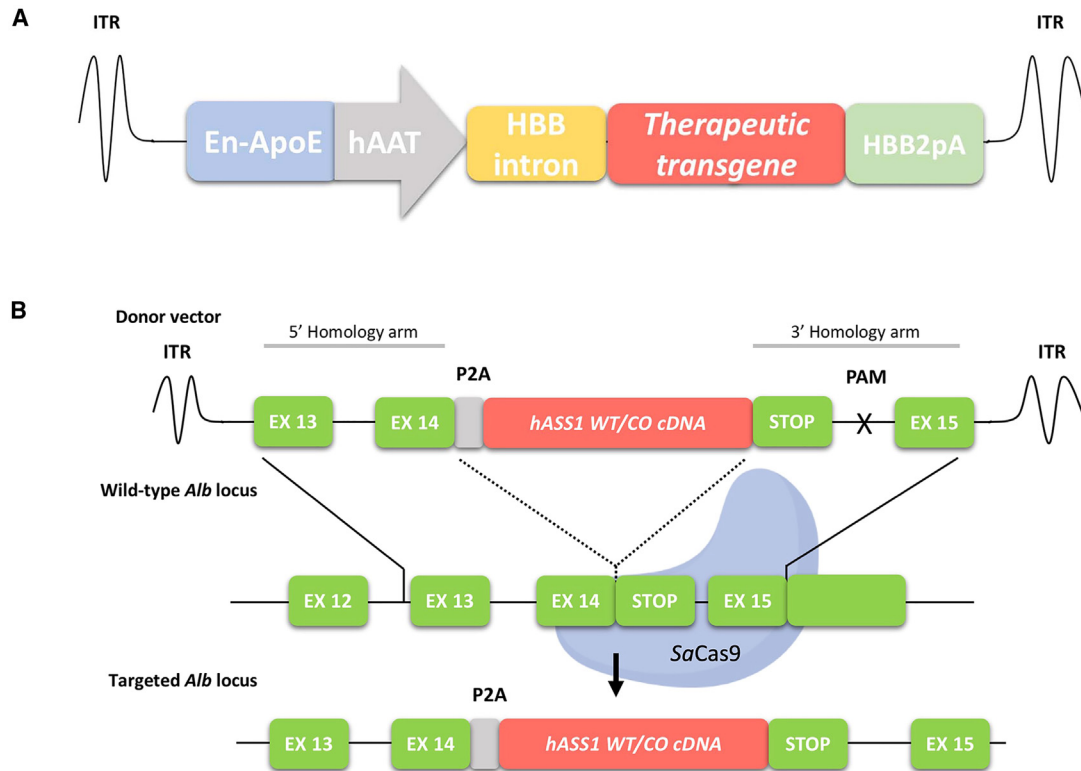 A
ITR
ITR
En-ApoE
hAAT
HBB
intron
Therapeutic
transgene
HBB2pA
B
Donor vector
5' Homology arm
3' Homology arm
ITR
P2A
PAM
ITR
EX 13
EX 14
hASS1 WT/CO cDNA
STOP
X
EX 15
Wild-type Alb locus
EX 12
EX 13
EX 14
STOP
EX 15
SaCas9
Targeted Alb locus
P2A
EX 13
EX 14
hASS1 WT/CO cDNA
STOP
EX 15